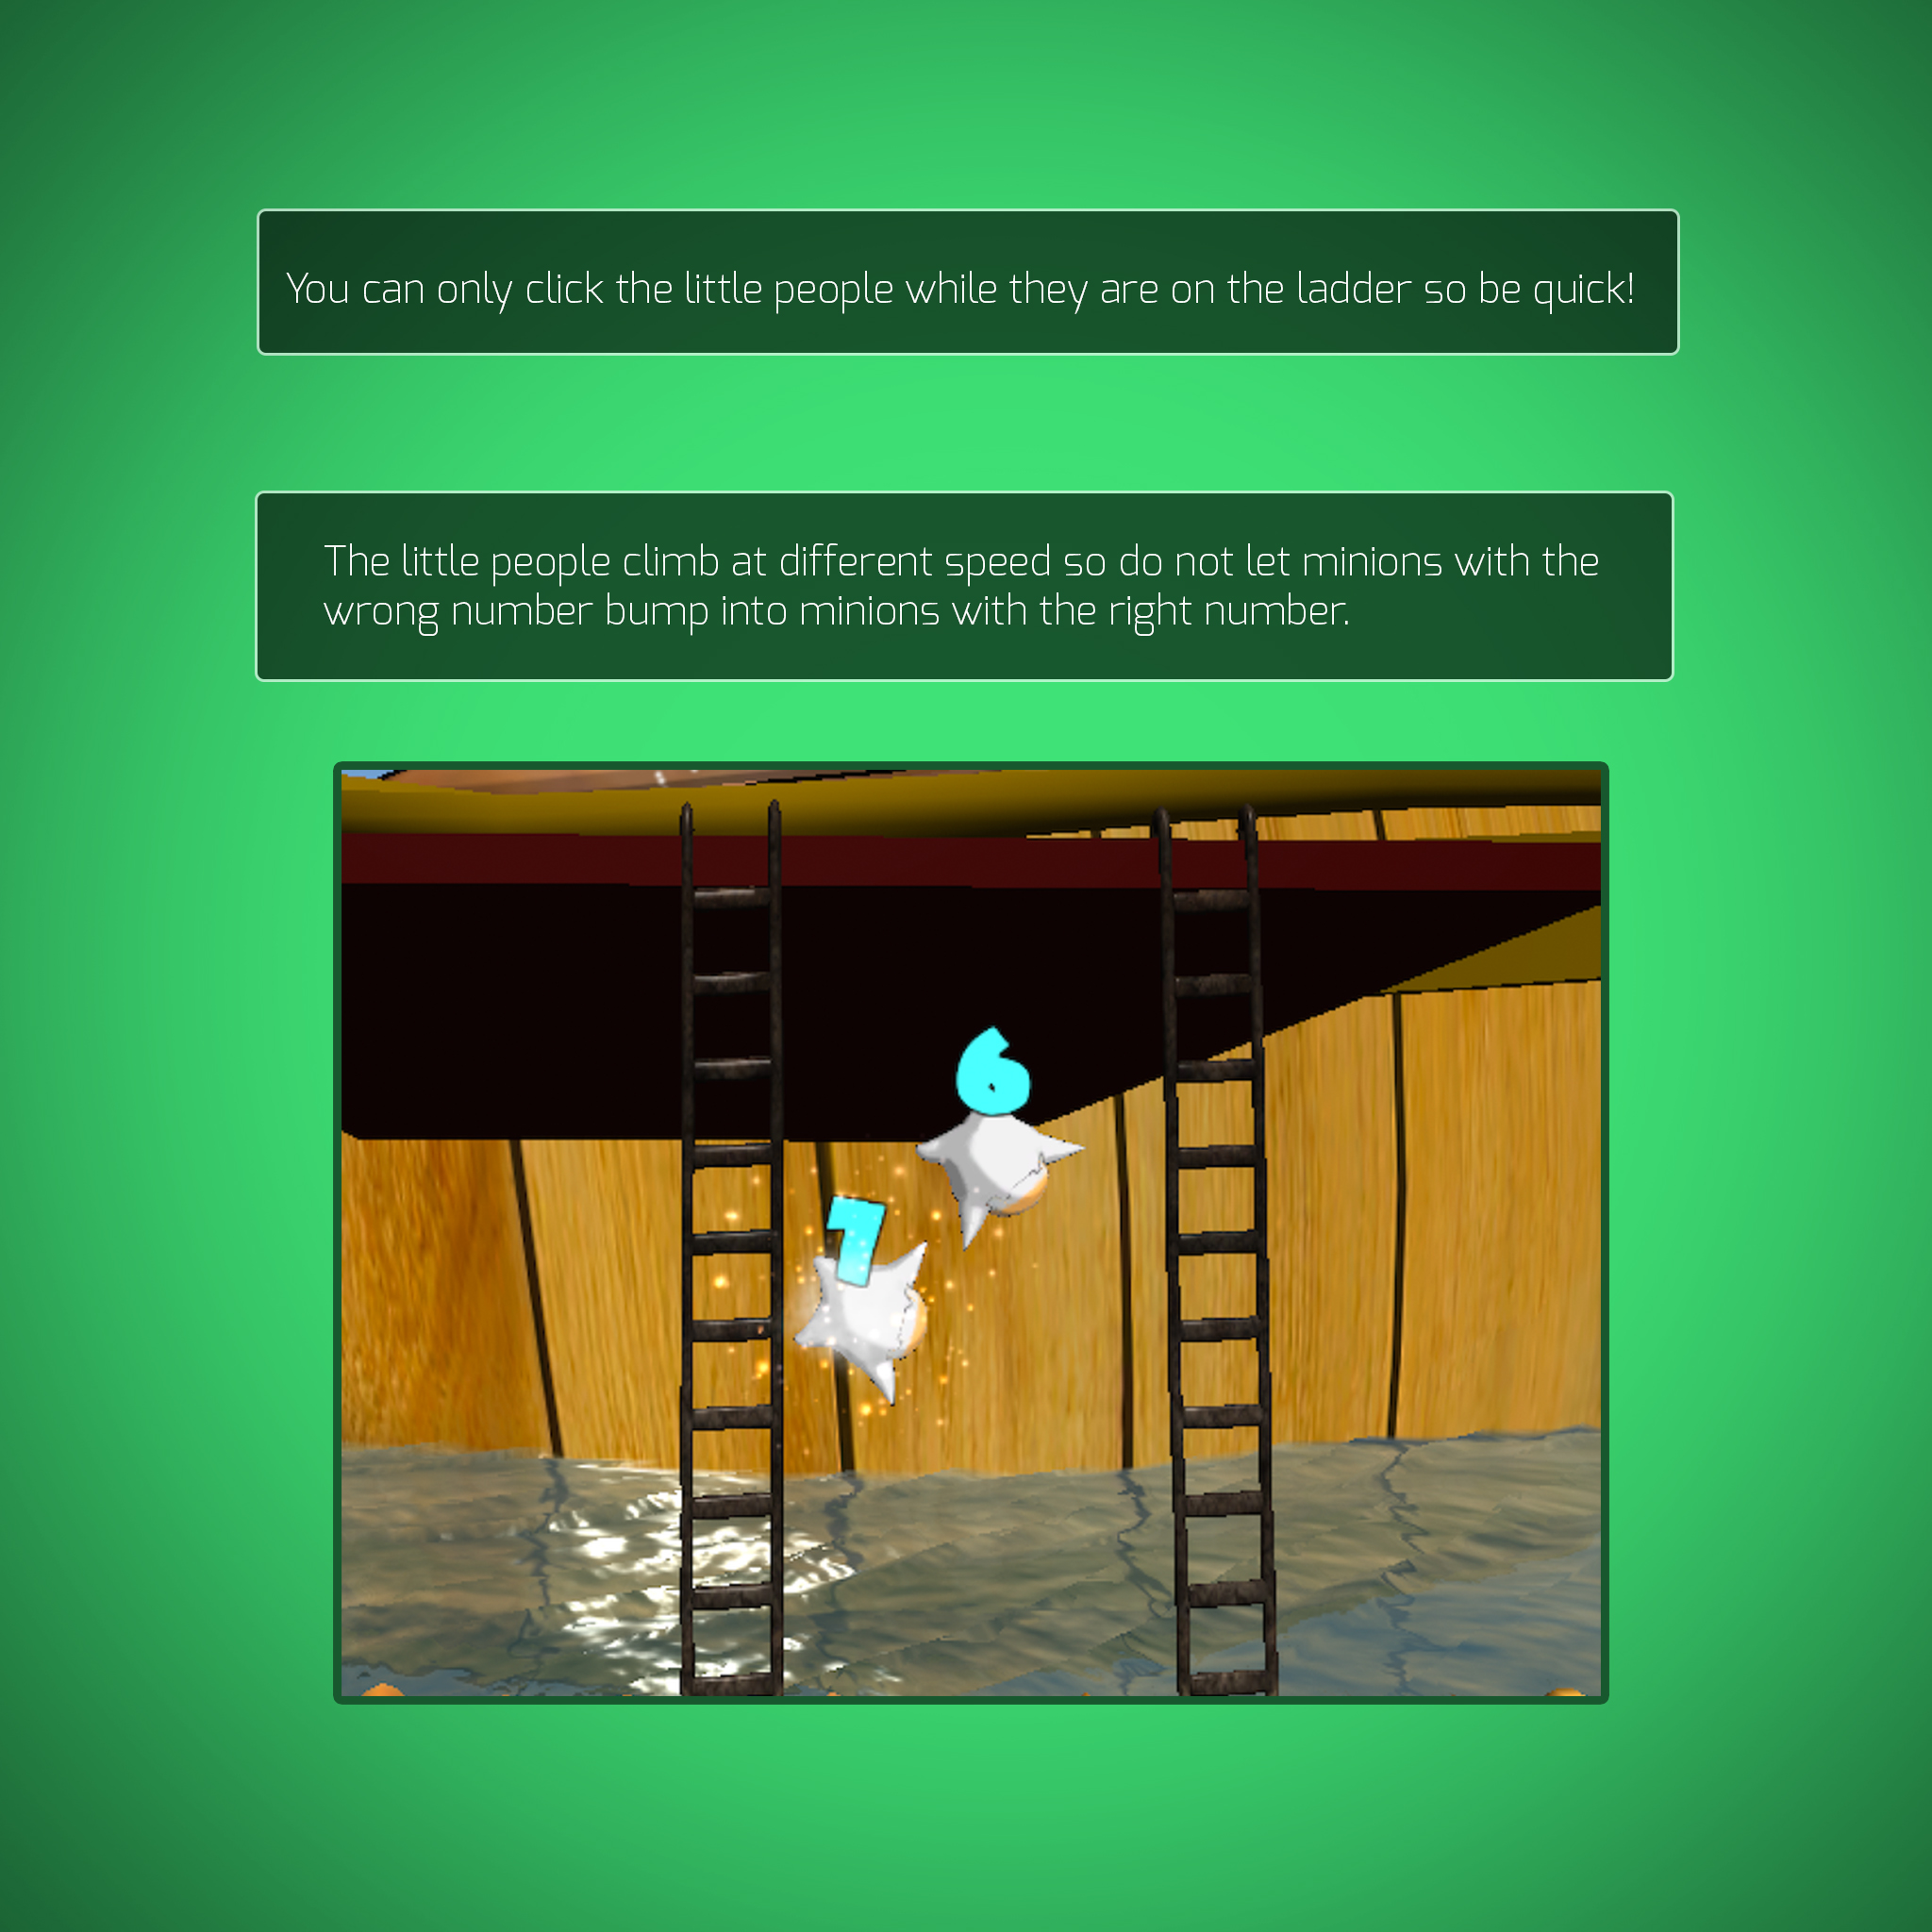 You can only click the little people while they are on the ladder so be quick!
The little people climb at different speed so do not let minions with the
wrong number bump into minions with the right number.
6
1